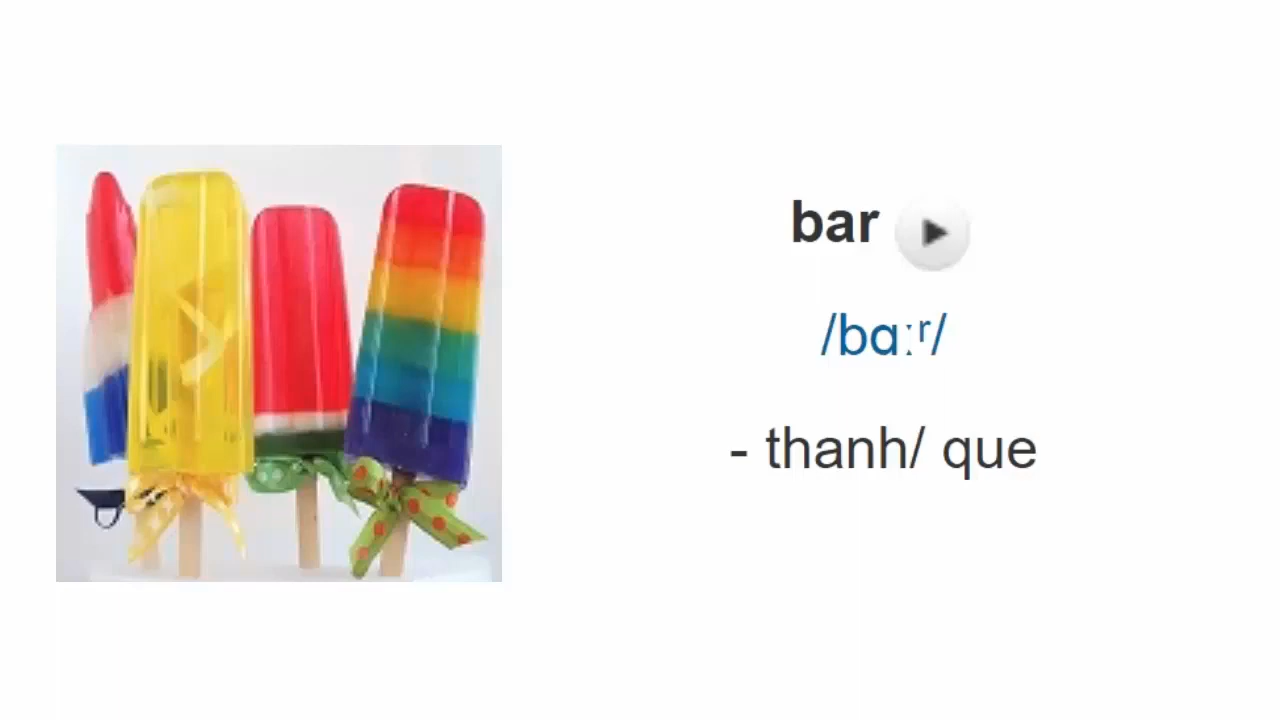 bar
/bɑːʳ/
- thanh/ que